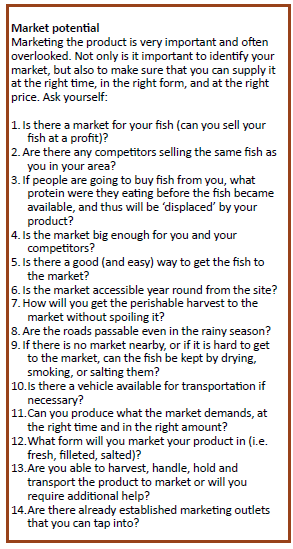 Market potential
Marketing the product is very important and often
overlooked. Not only is it important to identify your
market, but also to make sure that you can supply it
at the right time, in the right form, and at the right
price. Ask yourself:
1. Is there a market for your fish (can you sell your
fish at a profit)?
2. Are there any competitors selling the same fish as
you in your area?
3. If people are going to buy fish from you, what
protein were they eating before the fish became
available, and thus will be ‘displaced’ by your
product?
4. Is the market big enough for you and your
competitors?
5. Is there a good (and easy) way to get the fish to
the market?
6. Is the market accessible year round from the site?
7. How will you get the perishable harvest to the
market without spoiling it?
8. Are the roads passable even in the rainy season?
9. If there is no market nearby, or if it is hard to get
to the market, can the fish be kept by drying,
smoking, or salting them?
10. Is there a vehicle available for transportation if
necessary?
11. Can you produce what the market demands, at
the right time and in the right amount?
12. What form will you market your product in (i.e.
fresh, filleted, salted)?
13. Are you able to harvest, handle, hold and
transport the product to market or will you
require additional help?
14. Are there already established marketing outlets
that you can tap into?